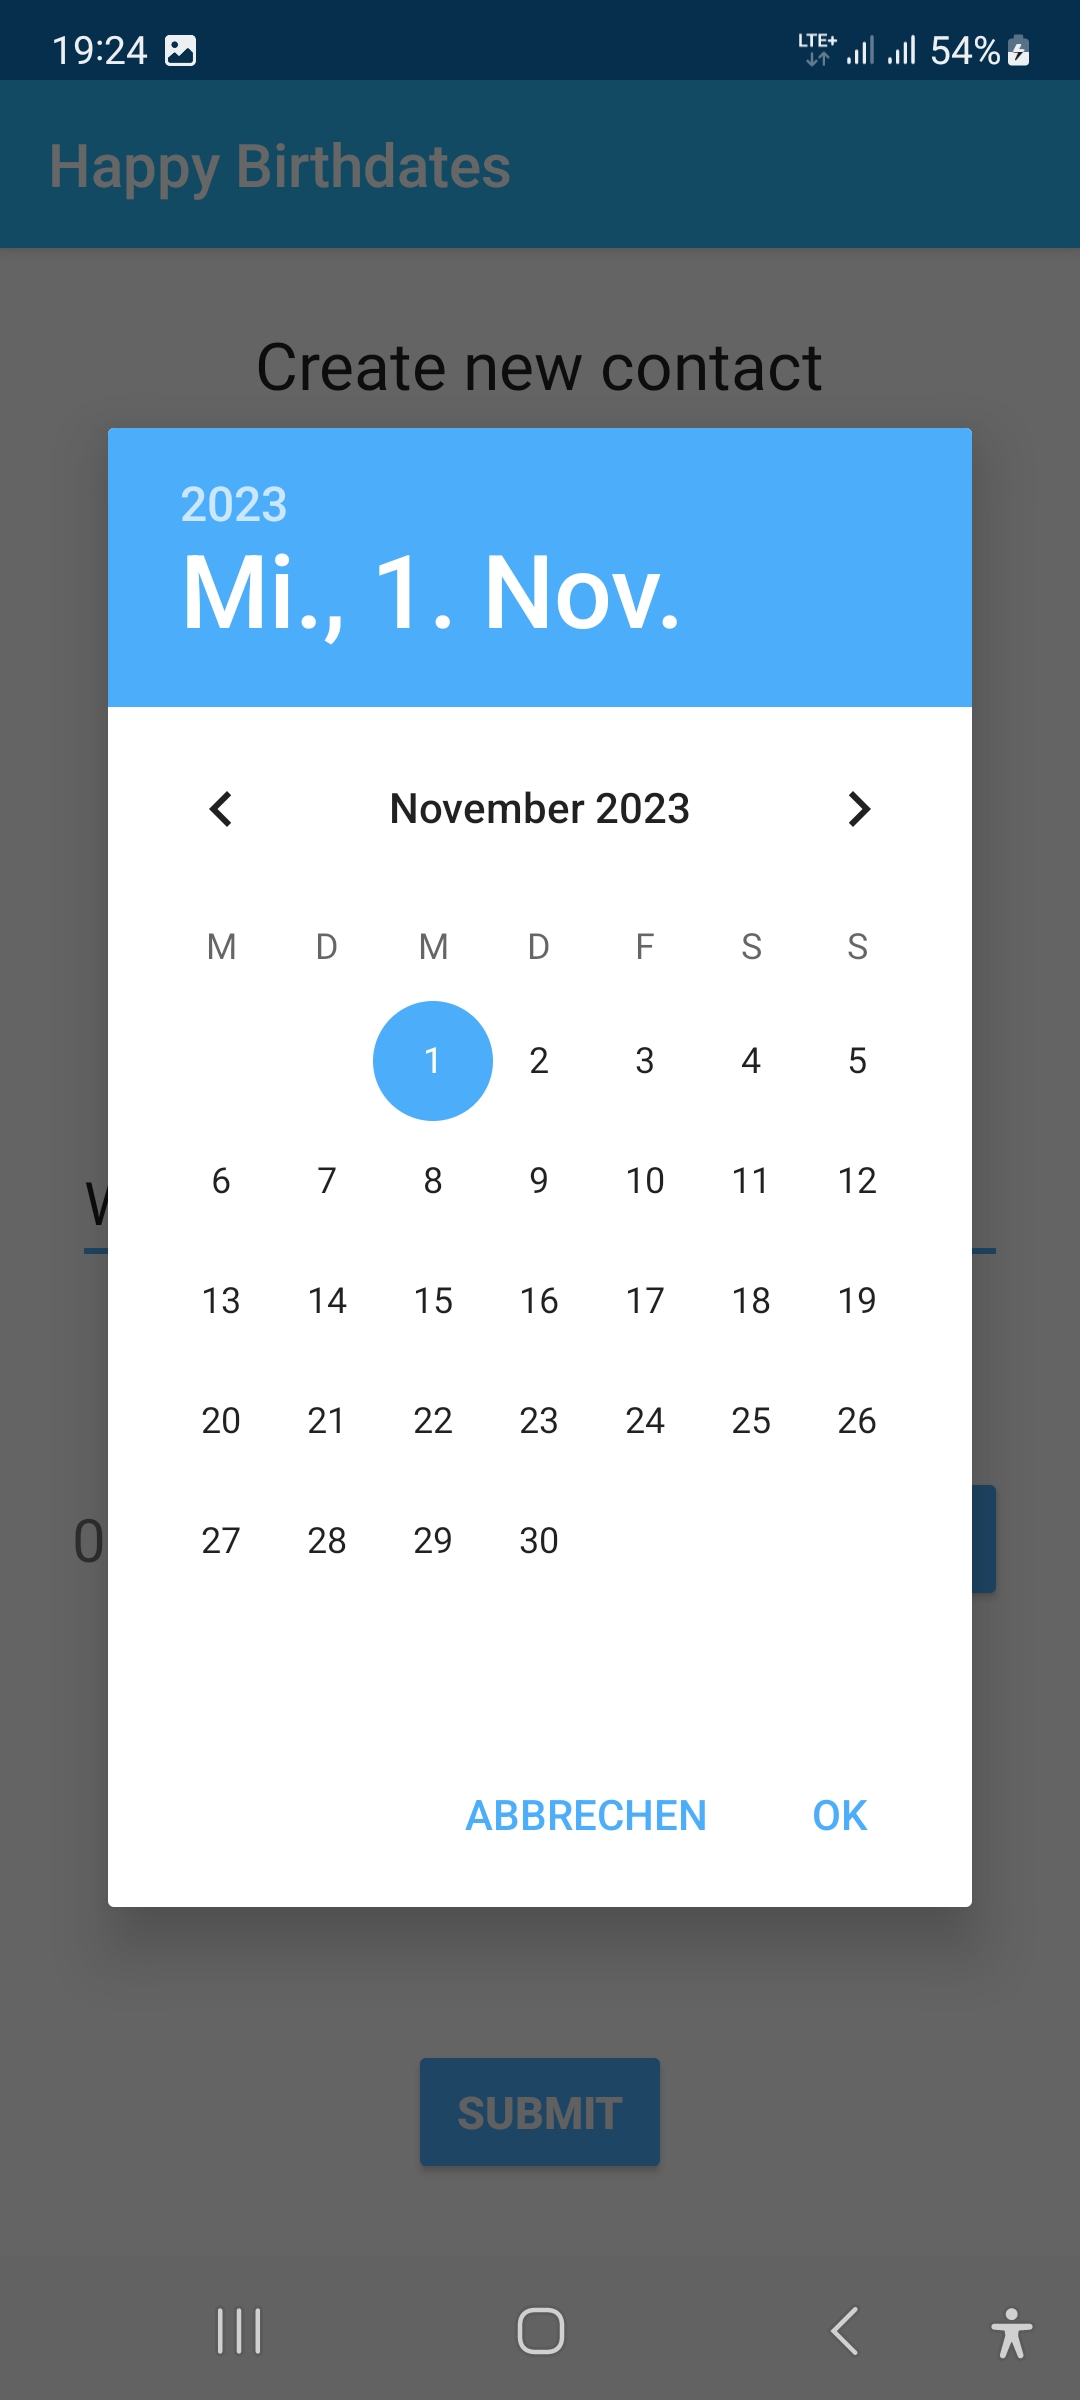 19:24 LTE+ 54%
Happy Birthdates
Create new contact
2023
Mi., 1. Nov.
November 2023
M D M D F S S
1 2 3 4 5
6 7 8 9 10 11 12
13 14 15 16 17 18 19
20 21 22 23 24 25 26
27 28 29 30
0
ABBRECHEN OK
SUBMIT